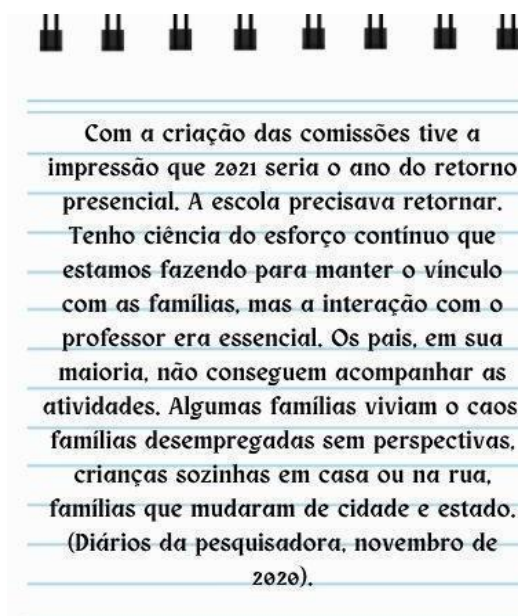 Com a criação das comissões tive a
impressão que 2021 seria o ano do retorno
presencial. A escola precisava retornar.
Tenho ciência do esforço contínuo que
estamos fazendo para manter o vínculo
com as famílias, mas a interação com o
professor era essencial. Os pais, em sua
maioria, não conseguem acompanhar as
atividades. Algumas famílias viviam o caos
famílias desempregadas sem perspectivas,
crianças sozinhas em casa ou na rua,
famílias que mudaram de cidade e estado.
(Diários da pesquisadora, novembro de
2020).